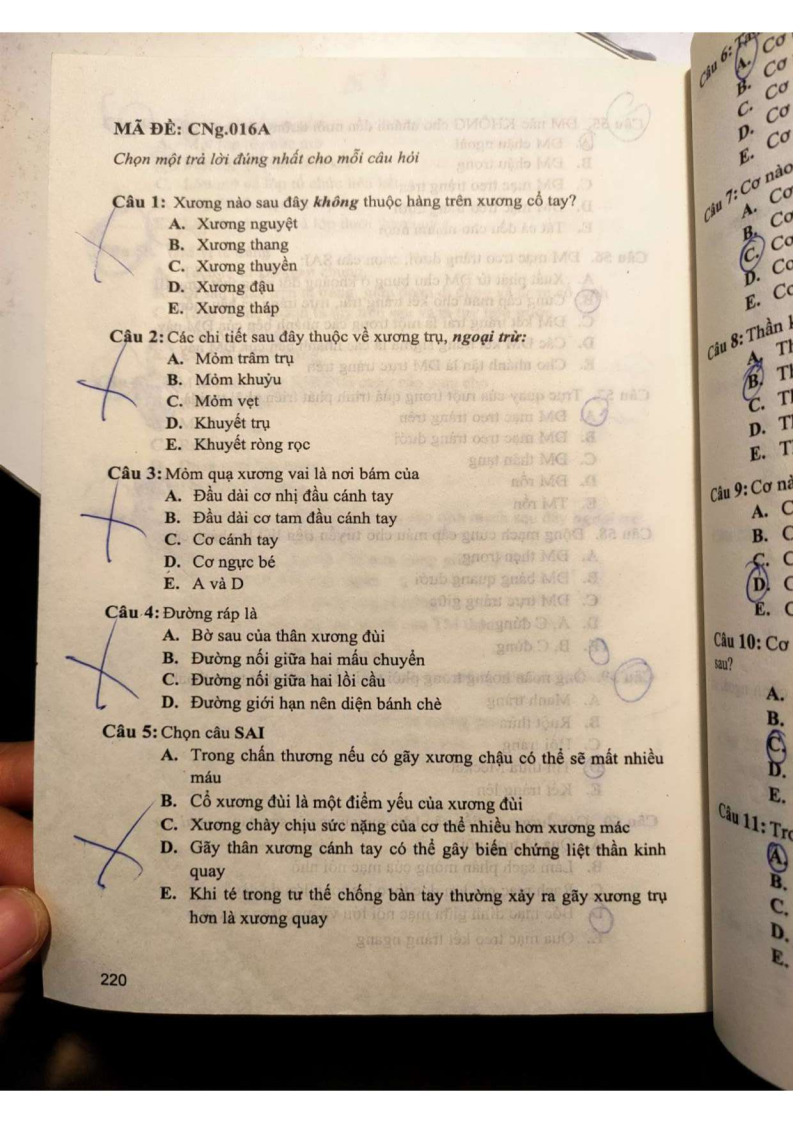 MÃ ĐỀ: CNg.016A
Chọn một trả lời đúng nhất cho mỗi câu hỏi
Câu 1: Xương nào sau đây không thuộc hàng trên xương cổ tay?
A. Xương nguyệt
B. Xương thang
C. Xương thuyền
D. Xương đậu
E. Xương tháp
Câu 2: Các chi tiết sau đây thuộc về xương trụ, ngoại trừ:
A. Mỏm trâm trụ
B. Mỏm khuỷu
C. Mỏm vẹt
D. Khuyết trụ
E. Khuyết ròng rọc
Câu 3: Mỏm quạ xương vai là nơi bám của
A. Đầu dài cơ nhị đầu cánh tay
B. Đầu dài cơ tam đầu cánh tay
C. Cơ cánh tay
D. Cơ ngực bé
E. A và D
Câu 4: Đường ráp là
A. Bờ sau của thân xương đùi
B. Đường nối giữa hai mấu chuyển
C. Đường nối giữa hai lồi cầu
D. Đường giới hạn nên diện bánh chè
Câu 5: Chọn câu SAI
A. Trong chấn thương nếu có gãy xương chậu có thể sẽ mất nhiều
máu
B. Cổ xương đùi là một điểm yếu của xương đùi
C. Xương chày chịu sức nặng của cơ thể nhiều hơn xương mác
D. Gãy thân xương cánh tay có thể gây biến chứng liệt thần kinh
quay
E. Khi té trong tư thế chống bàn tay thường xảy ra gãy xương trụ
hơn là xương quay
220
Câu 6:
A. Cơ
B. Cơ
C. Cơ
D. Cơ
E. Cơ
Câu 7: Cơ nào
A. Cơ
B. Cơ
C. Cơ
D. Cơ
E. Cơ
Câu 8: Thần
A.
B.
C.
D.
E.
Câu 9: Cơ
A.
B.
C.
D.
E.
Câu 10: Cơ
sau?
A.
B.
C.
D.
E.
Câu 11:
A.
B.
C.
D.
E.